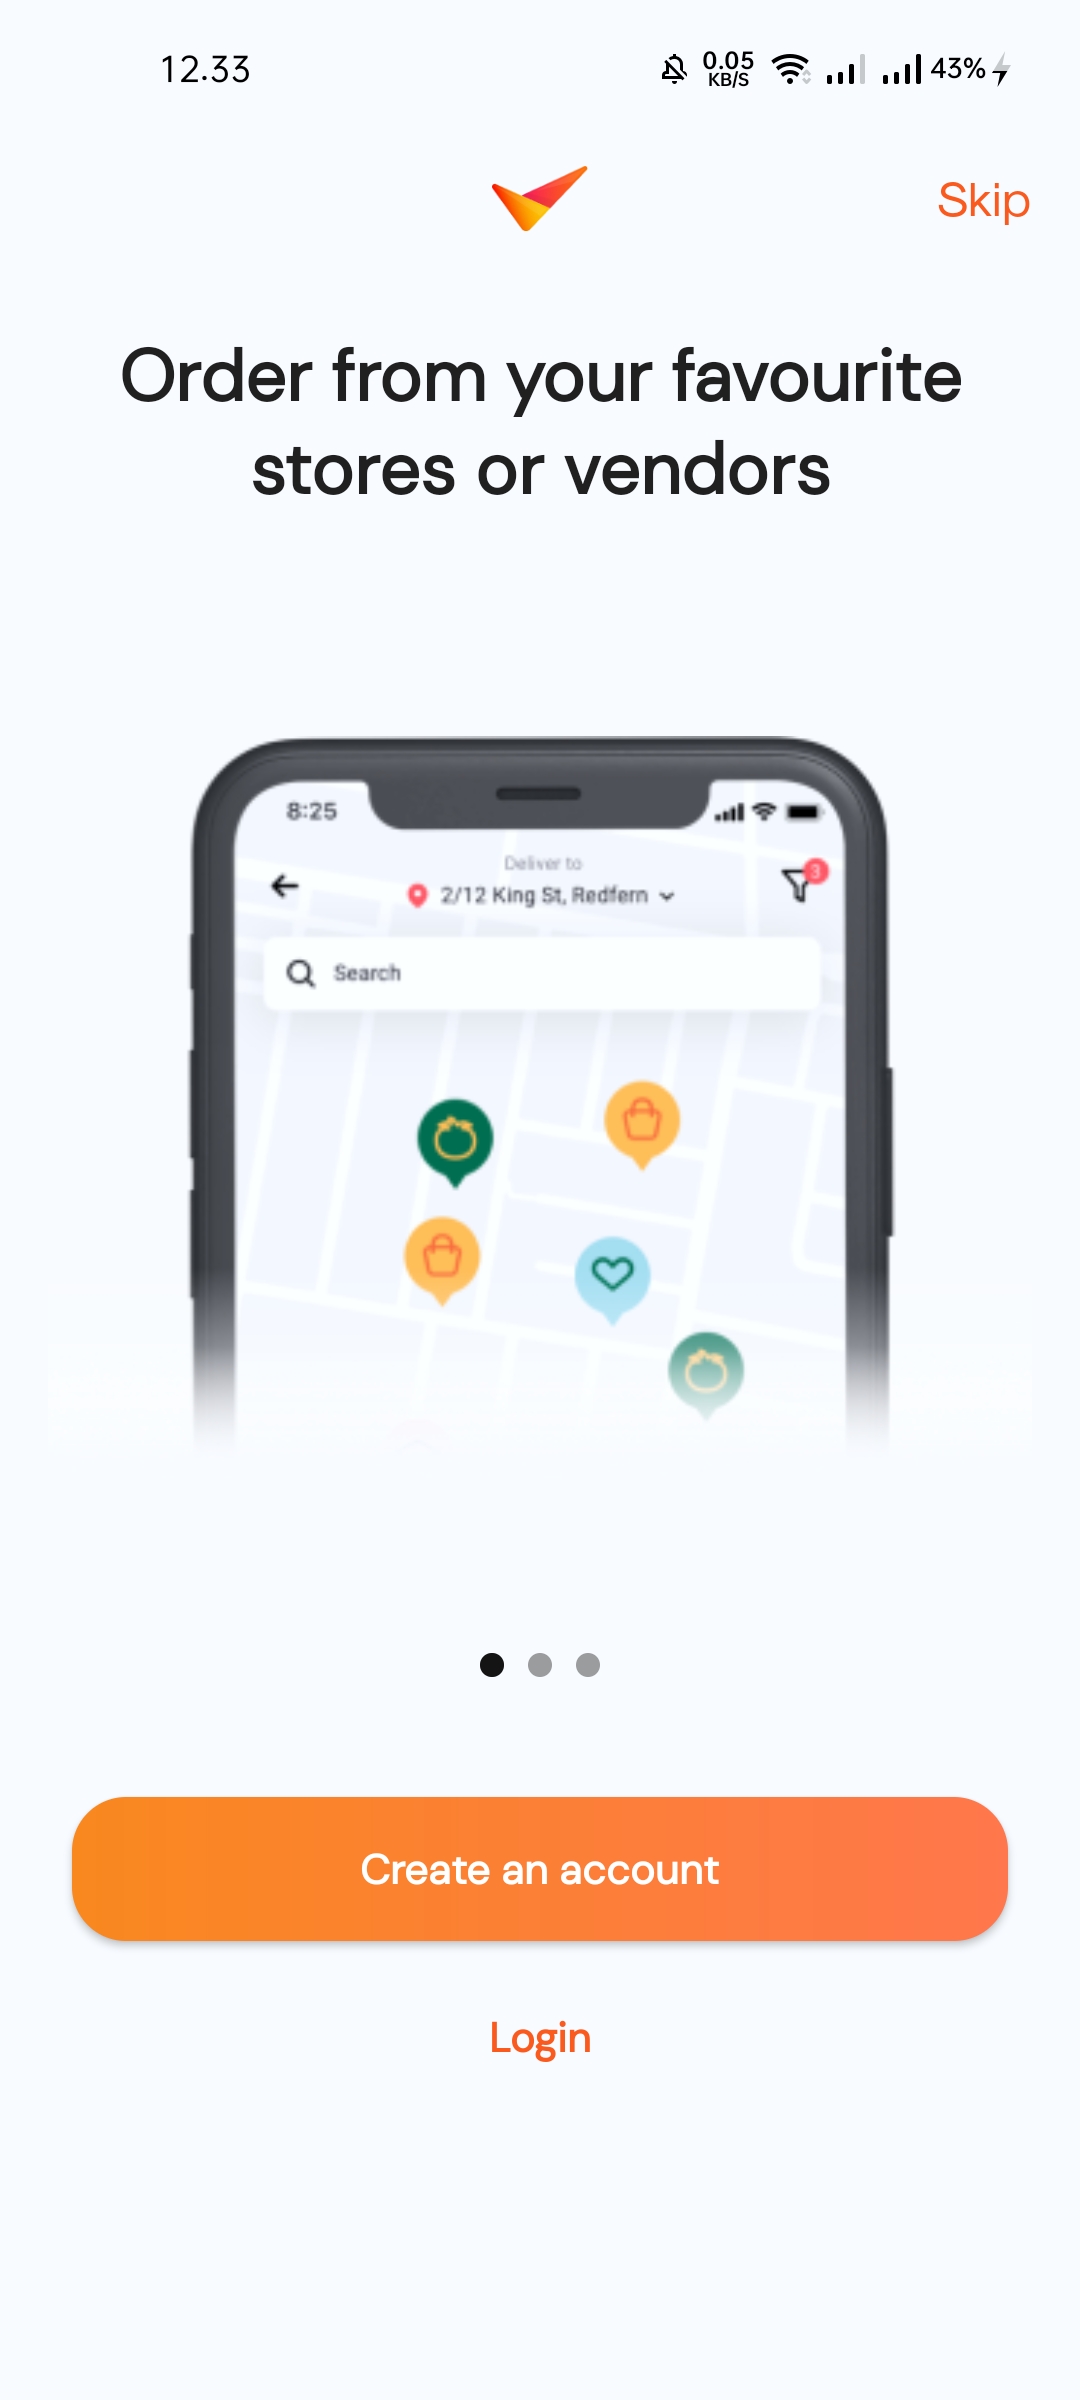 12.33
0.05
KB/S
43%
Skip
Order from your favourite
stores or vendors
8:25
Deliver to
3
2/12 King St, Redfern
Search
Create an account
Login